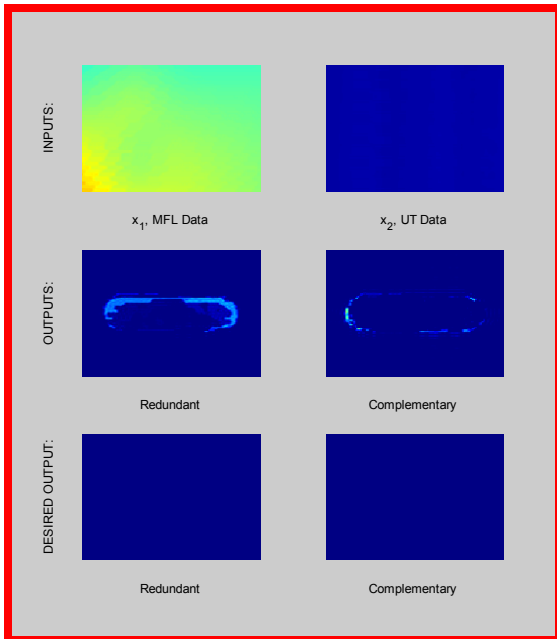 INPUTS:
x1, MFL Data
x2, UT Data
OUTPUTS:
Redundant
Complementary
DESIRED OUTPUT:
Redundant
Complementary